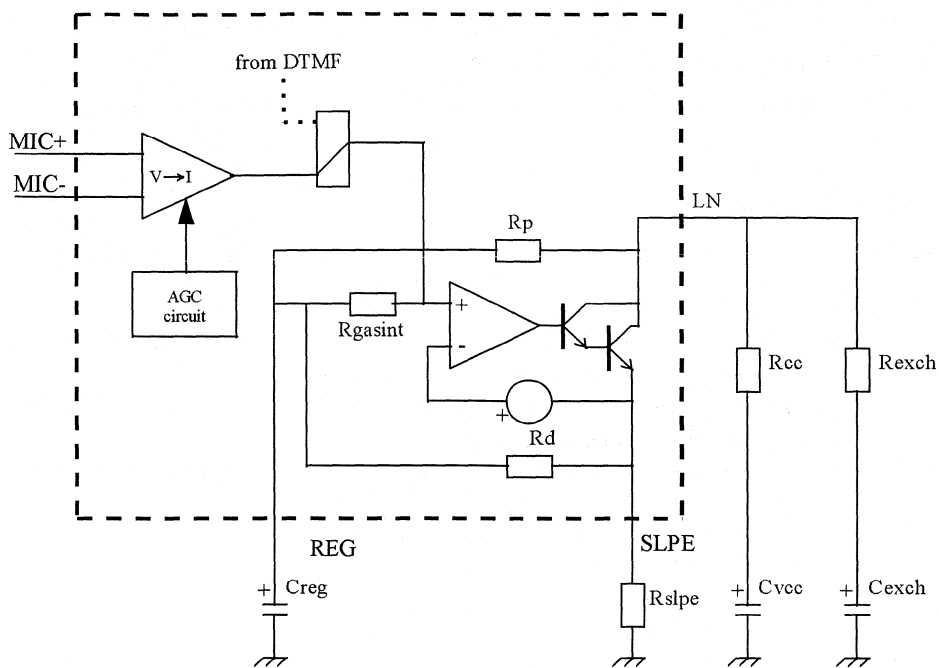 from DTMF
MIC+
MIC-
V→I
AGC
circuit
LN
Rp
Rgasint
+
-
+
Rd
Rcc
Rexch
REG
SLPE
+
Creg
Rslpe
+
Cvcc
+
Cexch